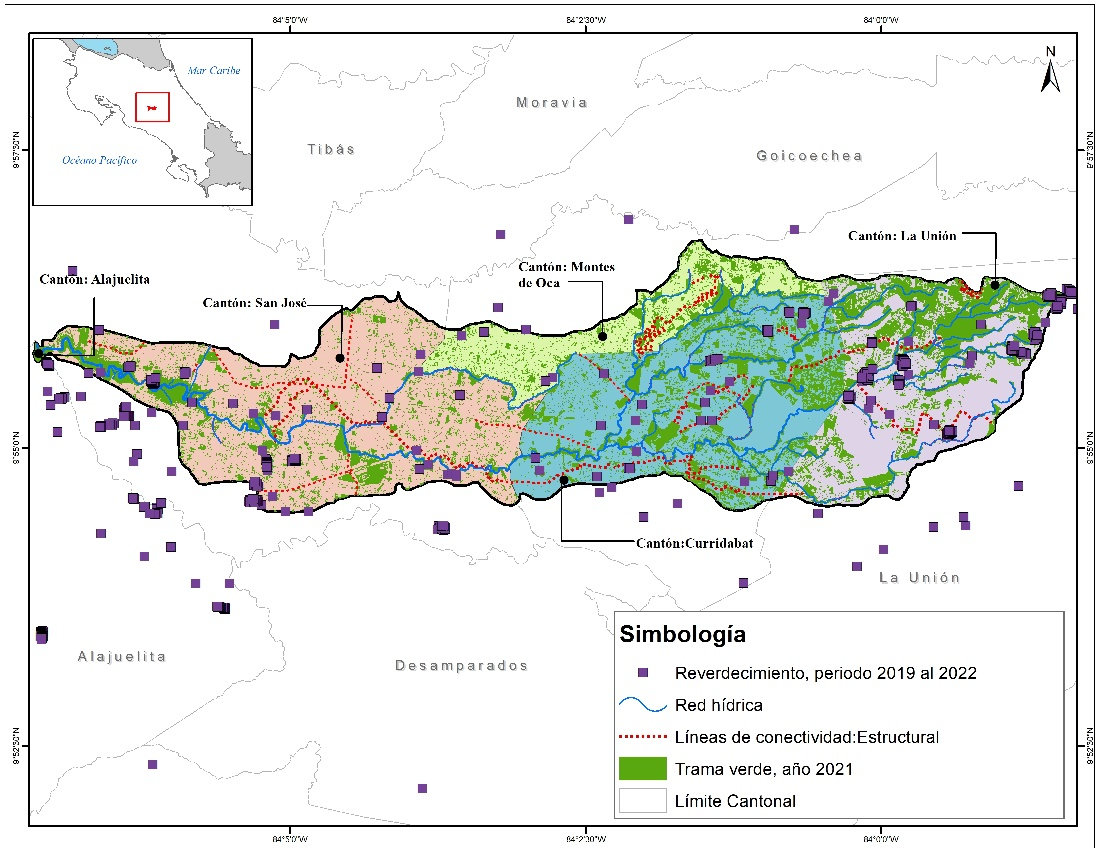 84°5'0"W
84°2'30"W
84°0'0"W
Mar Caribe
Océano Pacífico
N
Moravia
Tibás
Goicoechea
9°57'30"N
9°57'30"N
Cantón: La Unión
Cantón: Alajuelita
Cantón: San José
Cantón: Montes
de Oca
9°55'0"N
9°55'0"N
Cantón:Curridabat
La Unión
Alajuelita
Desamparados
Simbología
Reverdecimiento, periodo 2019 al 2022
Red hídrica
Líneas de conectividad:Estructural
Trama verde, año 2021
Límite Cantonal
9°52'30"N
9°52'30"N
84°5'0"W
84°2'30"W
84°0'0"W